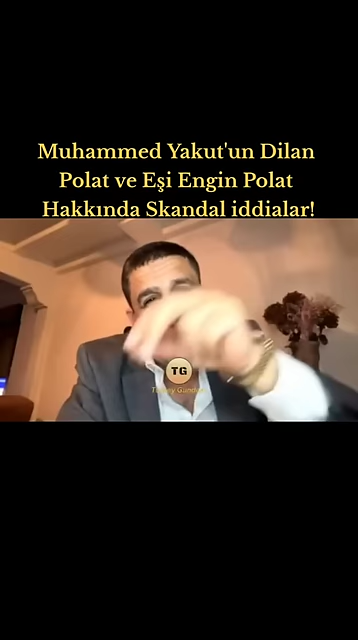 Muhammed Yakut'un Dilan
Polat ve Eşi Engin Polat
Hakkında Skandal iddialar!
TG